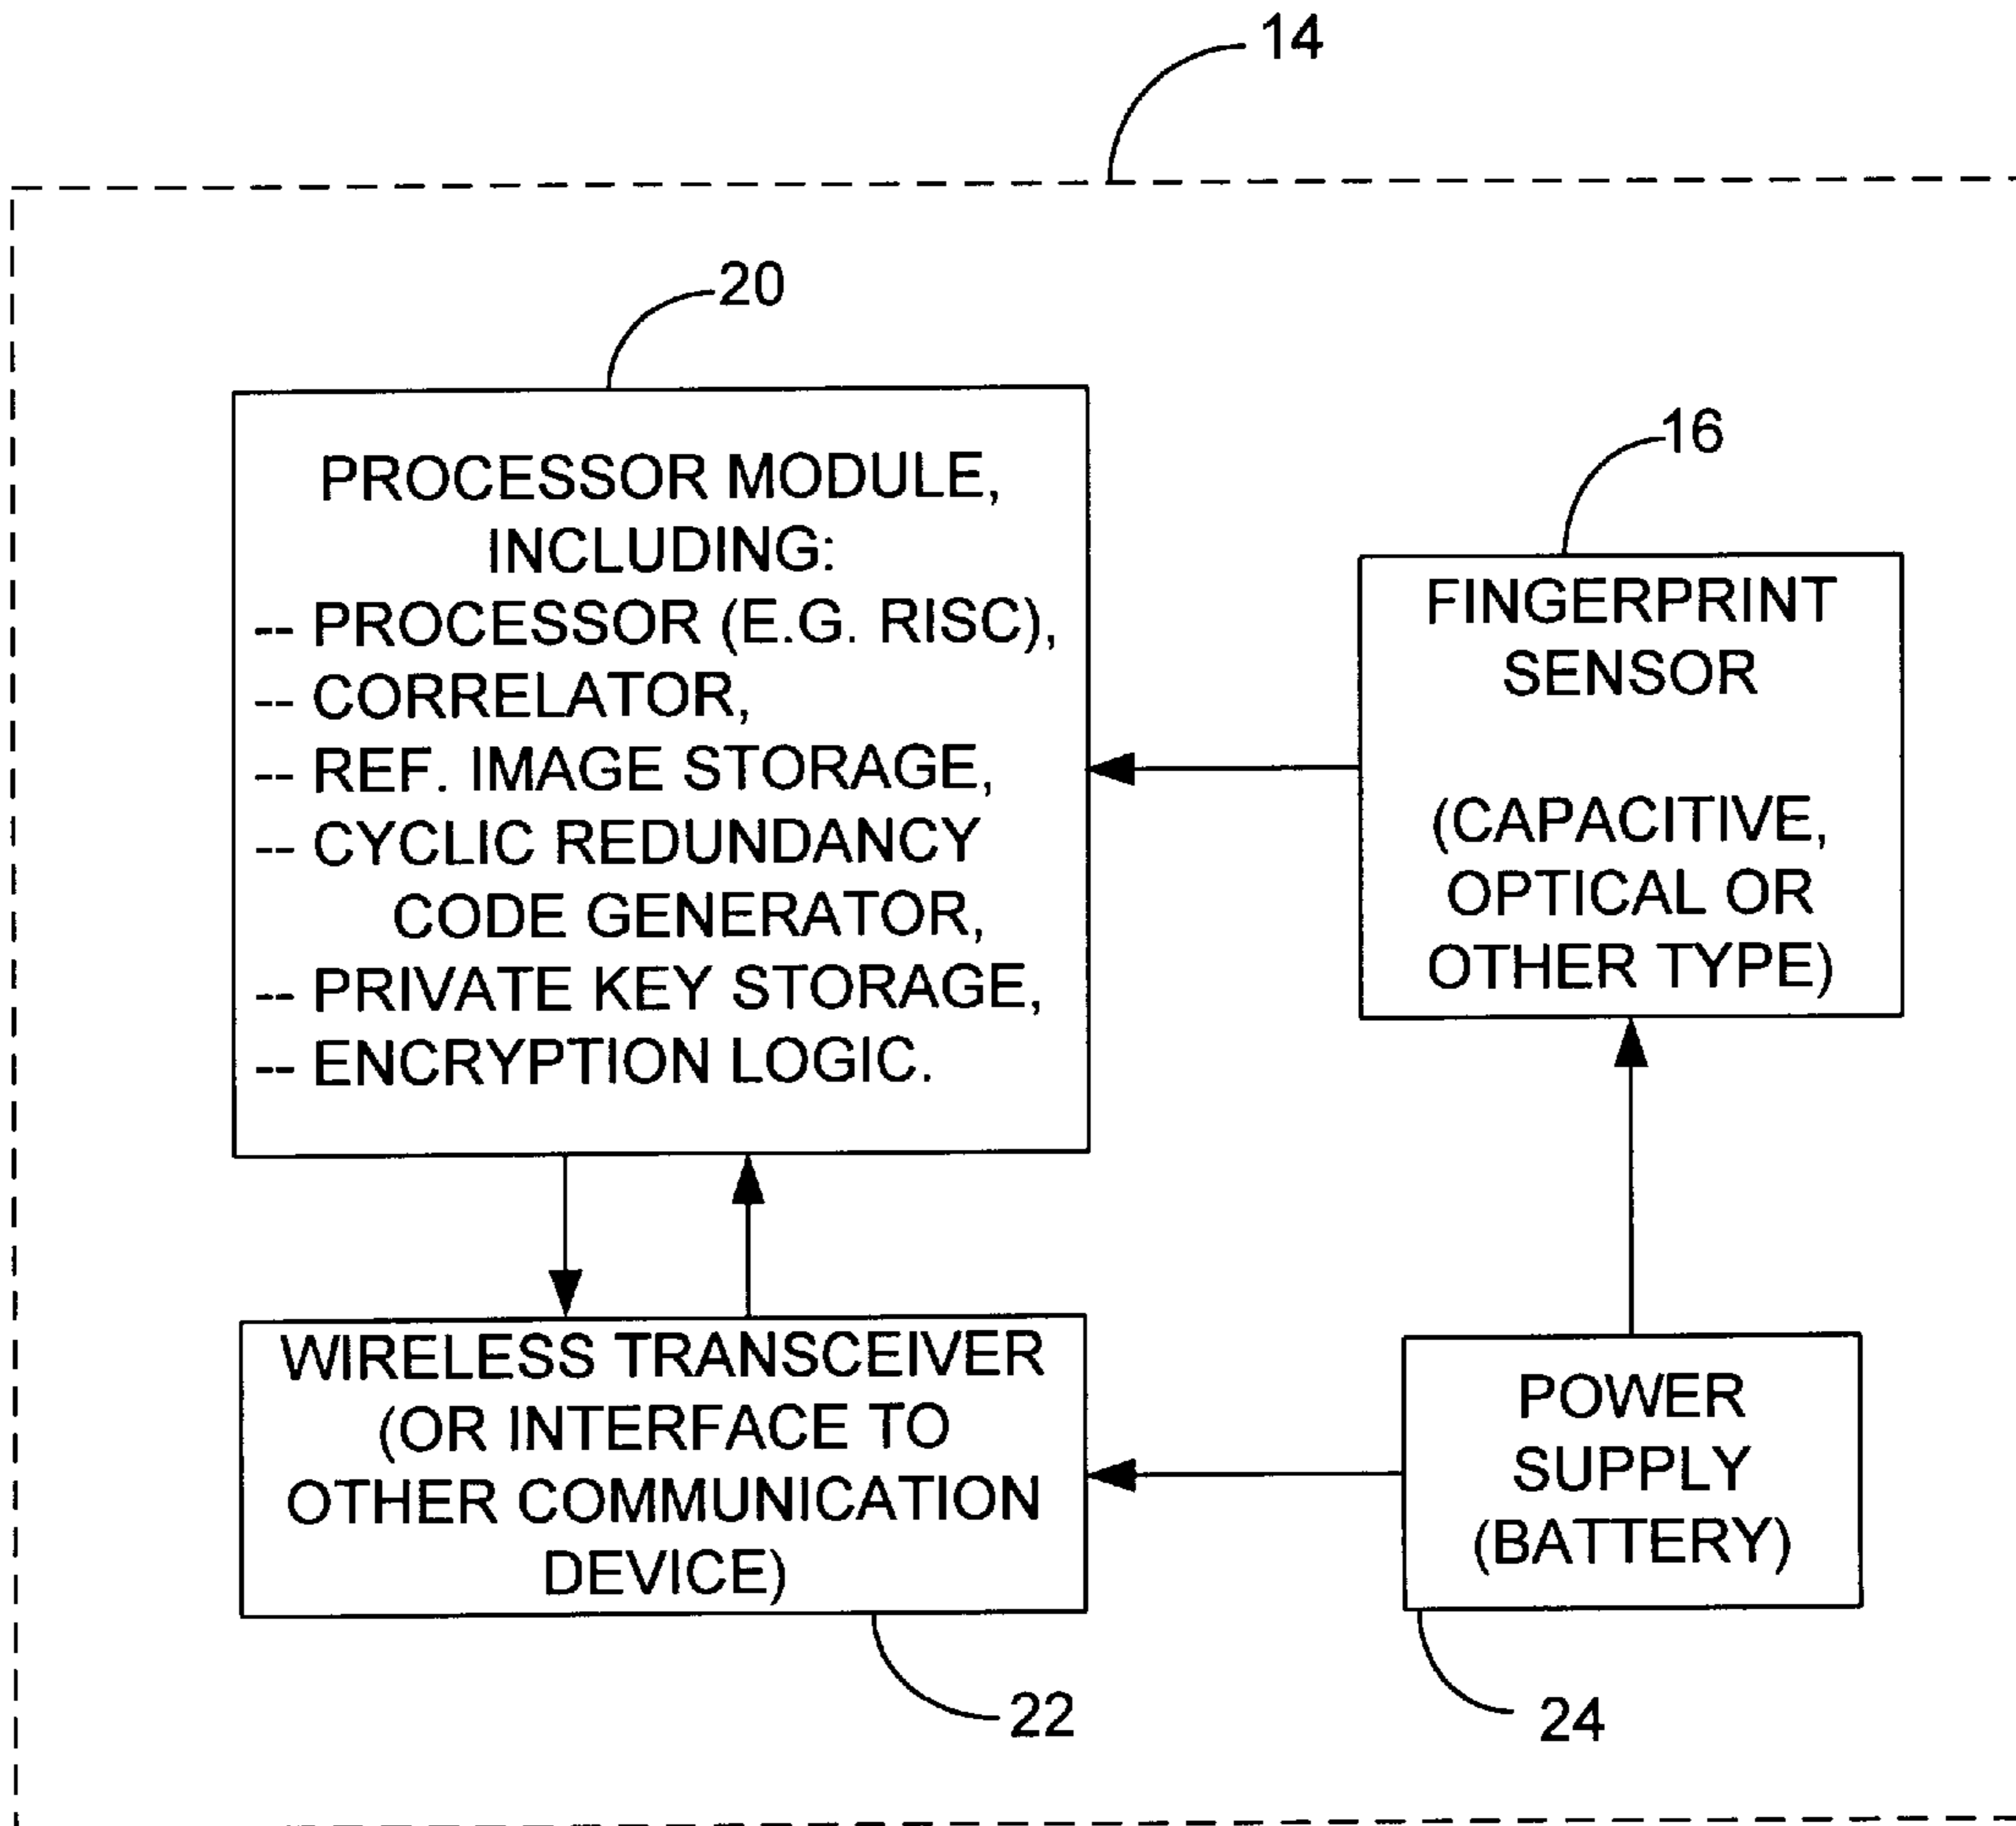 14
20
PROCESSOR MODULE,
INCLUDING:
-- PROCESSOR (E.G. RISC),
-- CORRELATOR,
-- REF. IMAGE STORAGE,
-- CYCLIC REDUNDANCY
CODE GENERATOR,
-- PRIVATE KEY STORAGE,
-- ENCRYPTION LOGIC.
16
FINGERPRINT
SENSOR
(CAPACITIVE,
OPTICAL OR
OTHER TYPE)
WIRELESS TRANSCEIVER
(OR INTERFACE TO
OTHER COMMUNICATION
DEVICE)
22
POWER
SUPPLY
(BATTERY)
24